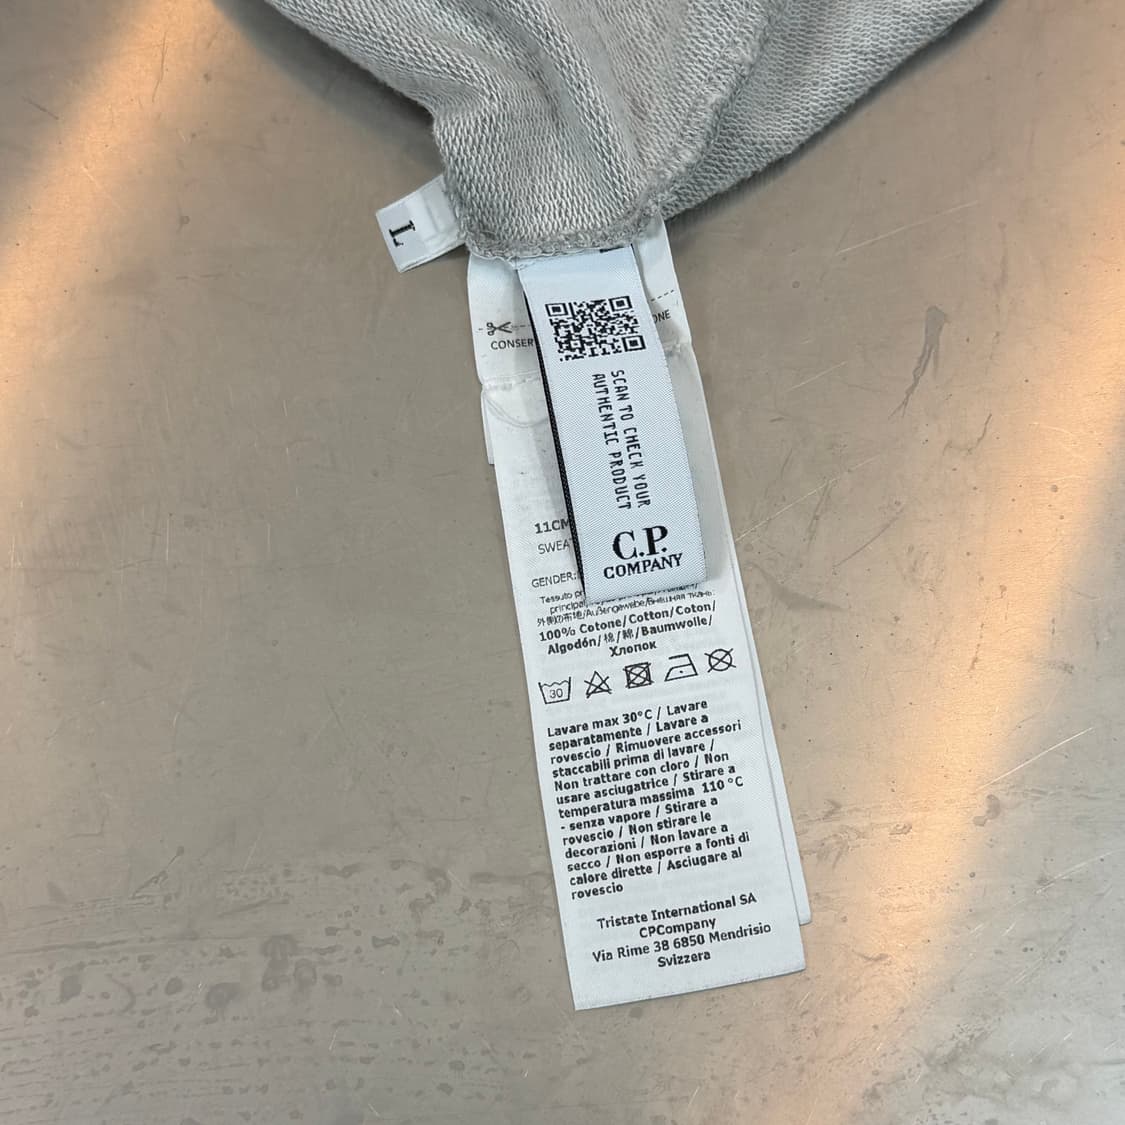 L
CONSER
ONE
SCAN TO CHECK YOUR
AUTHENTIC PRODUCT
C.P.
COMPANY
11CM
SWEA
GENDER:
Tessuto pr
100% Cotone/Cotton/Coton/
Algodón/棉/綿/Baumwolle/
Хлопок
30
Lavare max 30°C / Lavare
separatamente / Lavare a
rovescio / Rimuovere accessori
staccabili prima di lavare /
Non trattare con cloro / Non
usare asciugatrice / Stirare a
temperatura massima 110 °C
- senza vapore / Stirare a
rovescio / Non stirare le
decorazioni / Non lavare a
secco / Non esporre a fonti di
calore dirette / Asciugare al
rovescio
Tristate International SA
CPCompany
Via Rime 38 6850 Mendrisio
Svizzera